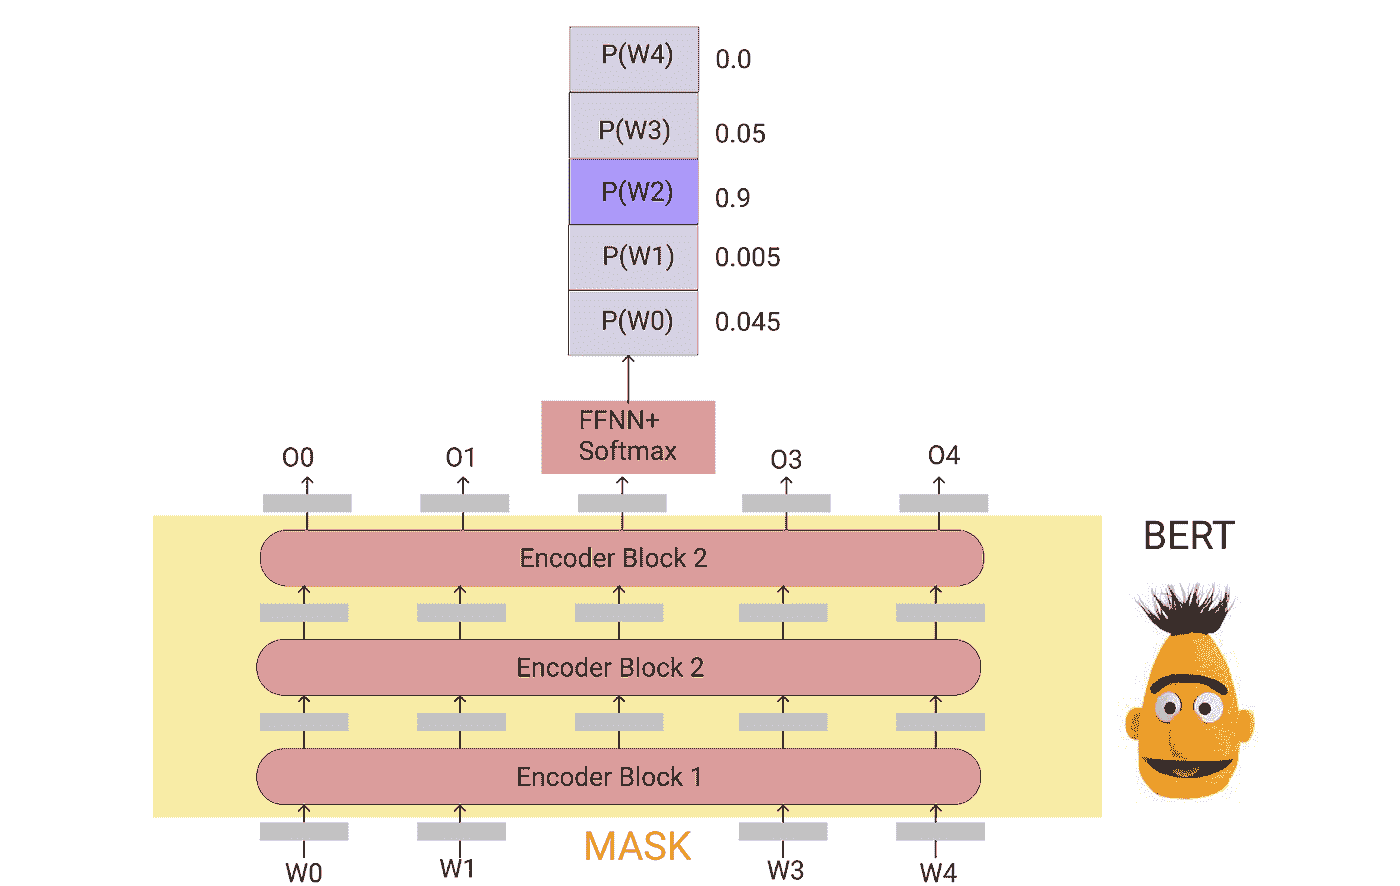 P(W4) 0.0
P(W3) 0.05
P(W2) 0.9
P(W1) 0.005
P(W0) 0.045
FFNN+
Softmax
O0 O1 O3 O4
BERT
Encoder Block 2
Encoder Block 2
Encoder Block 1
MASK
W0 W1 W3 W4